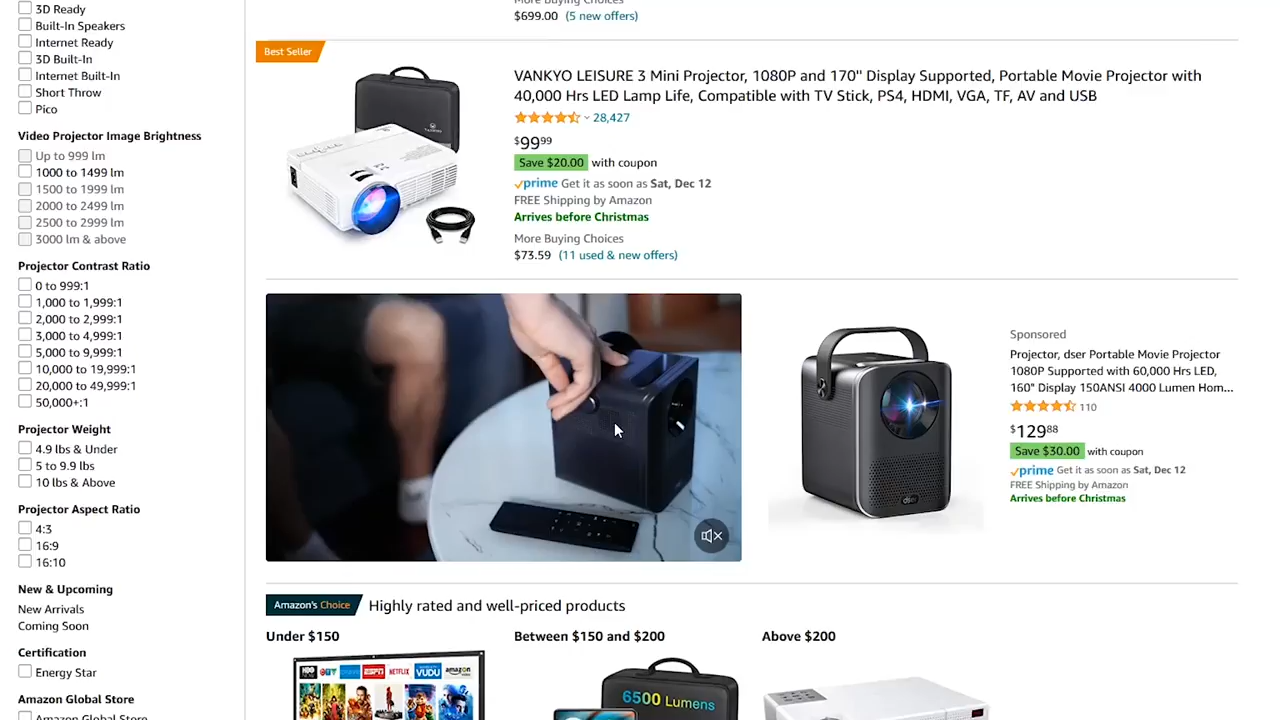 3D Ready
Built-In Speakers
Internet Ready
3D Built-In
Internet Built-In
Short Throw
Pico
Video Projector Image Brightness
Up to 999 lm
1000 to 1499 lm
1500 to 1999 lm
2000 to 2499 lm
2500 to 2999 lm
3000 lm & above
Projector Contrast Ratio
0 to 999:1
1,000 to 1,999:1
2,000 to 2,999:1
3,000 to 4,999:1
5,000 to 9,999:1
10,000 to 19,999:1
20,000 to 49,999:1
50,000+:1
Projector Weight
4.9 lbs & Under
5 to 9.9 lbs
10 lbs & Above
Projector Aspect Ratio
4:3
16:9
16:10
New & Upcoming
New Arrivals
Coming Soon
Certification
Energy Star
Amazon Global Store
Amazon Global Store
More Buying Choices
$699.00 (5 new offers)
Best Seller
VANKYO LEISURE 3 Mini Projector, 1080P and 170" Display Supported, Portable Movie Projector with
40,000 Hrs LED Lamp Life, Compatible with TV Stick, PS4, HDMI, VGA, TF, AV and USB
28,427
$99.99
Save $20.00 with coupon
prime Get it as soon as Sat, Dec 12
FREE Shipping by Amazon
Arrives before Christmas
More Buying Choices
$73.59 (11 used & new offers)
Sponsored
Projector, dser Portable Movie Projector
1080P Supported with 60,000 Hrs LED,
160" Display 150ANSI 4000 Lumen Hom...
110
$129.88
Save $30.00 with coupon
prime Get it as soon as Sat, Dec 12
FREE Shipping by Amazon
Arrives before Christmas
Amazon's Choice Highly rated and well-priced products
Under $150
Between $150 and $200
Above $200
HBO
ESPN
NETFLIX
VUDU
amazon
6500 Lumens